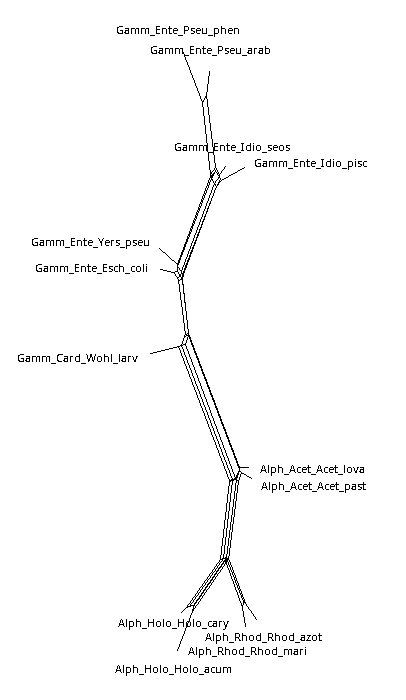 Gamm_Ente_Pseu_phen
Gamm_Ente_Pseu_arab
Gamm_Ente_Idio_seos
Gamm_Ente_Idio_pisc
Gamm_Ente_Yers_pseu
Gamm_Ente_Esch_coli
Gamm_Card_Wohl_larv
Alph_Acet_Acet_lova
Alph_Acet_Acet_past
Alph_Holo_Holo_cary
Alph_Rhod_Rhod_azot
Alph_Rhod_Rhod_mari
Alph_Holo_Holo_acum